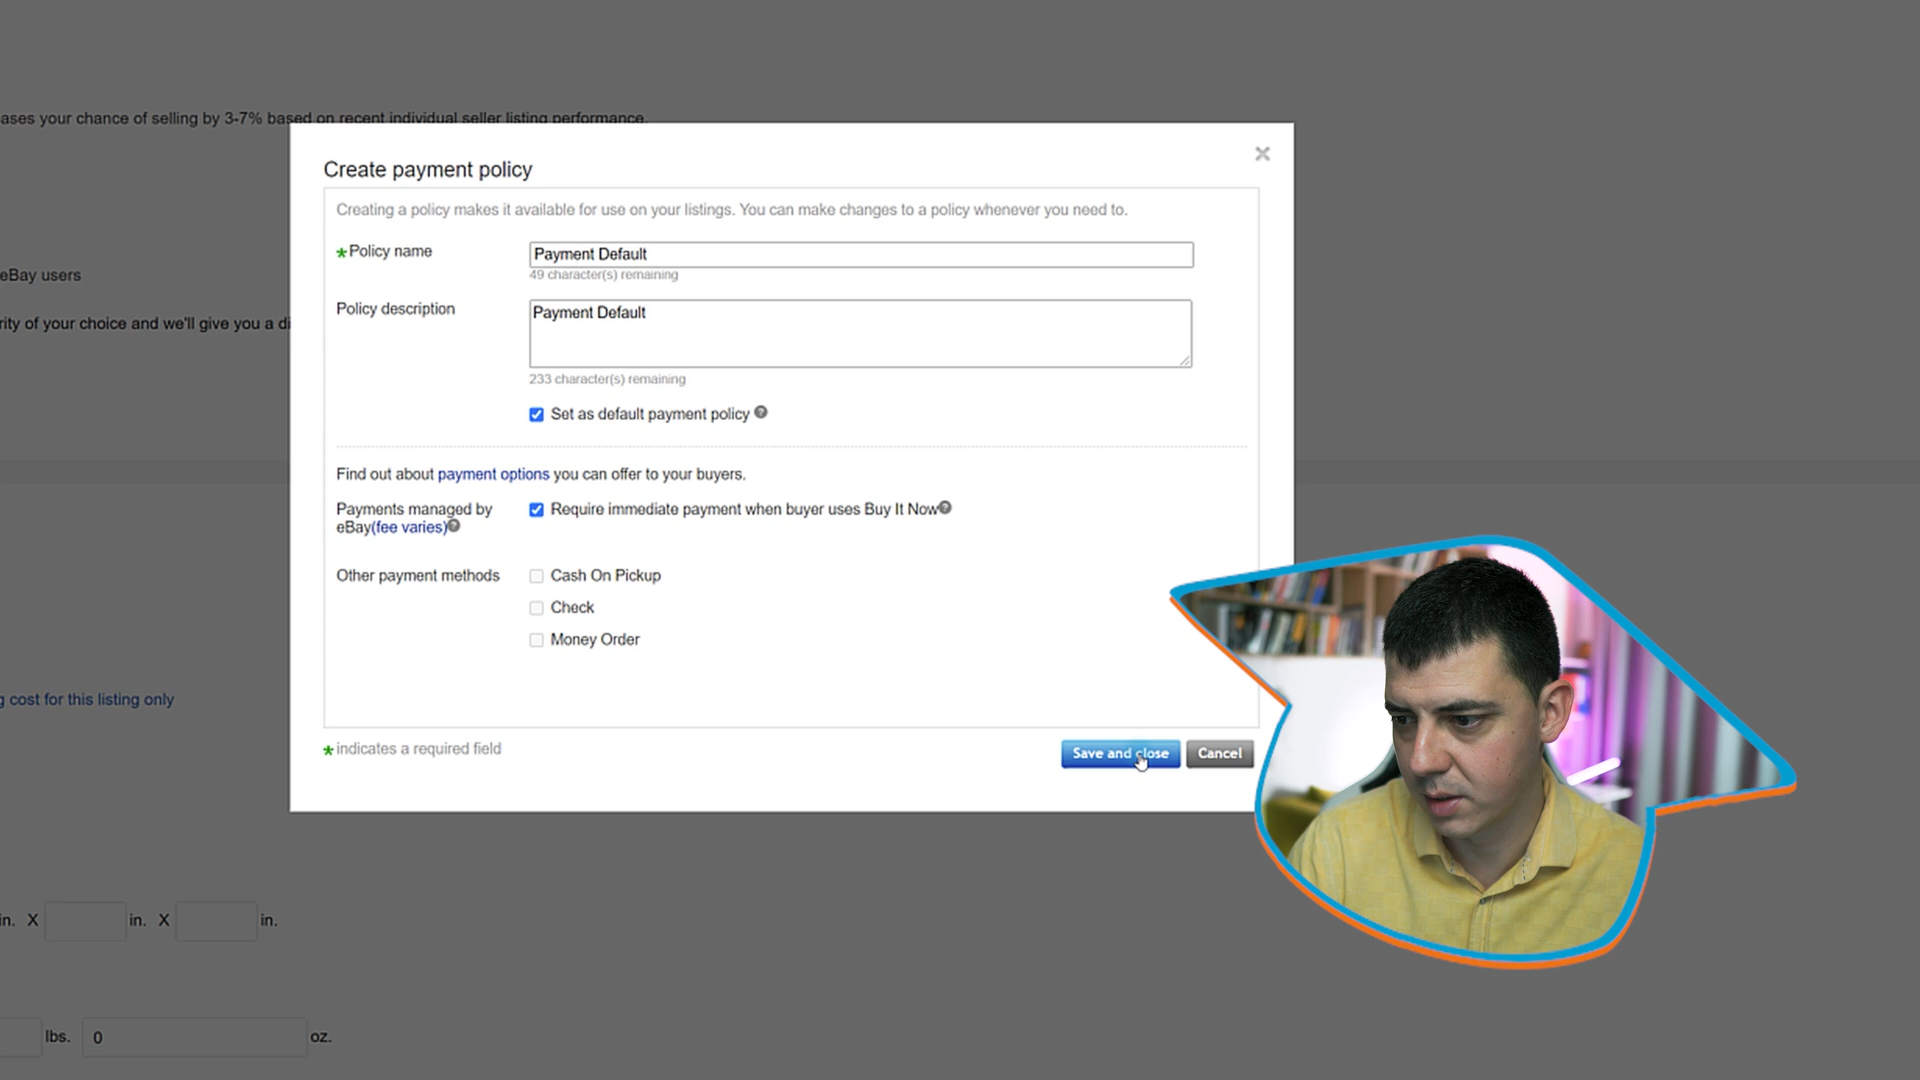 ases your chance of selling by 3-7% based on recent individual seller listing performance.
Create payment policy
Creating a policy makes it available for use on your listings. You can make changes to a policy whenever you need to.
*Policy name
Payment Default
49 character(s) remaining
eBay users
Policy description
Payment Default
rity of your choice and we'll give you a di
233 character(s) remaining
Set as default payment policy
Find out about payment options you can offer to your buyers.
Payments managed by
eBay(fee varies)
Require immediate payment when buyer uses Buy It Now
Other payment methods
Cash On Pickup
Check
Money Order
g cost for this listing only
*indicates a required field
Save and close
Cancel
in. X in. X in.
lbs. 0 oz.